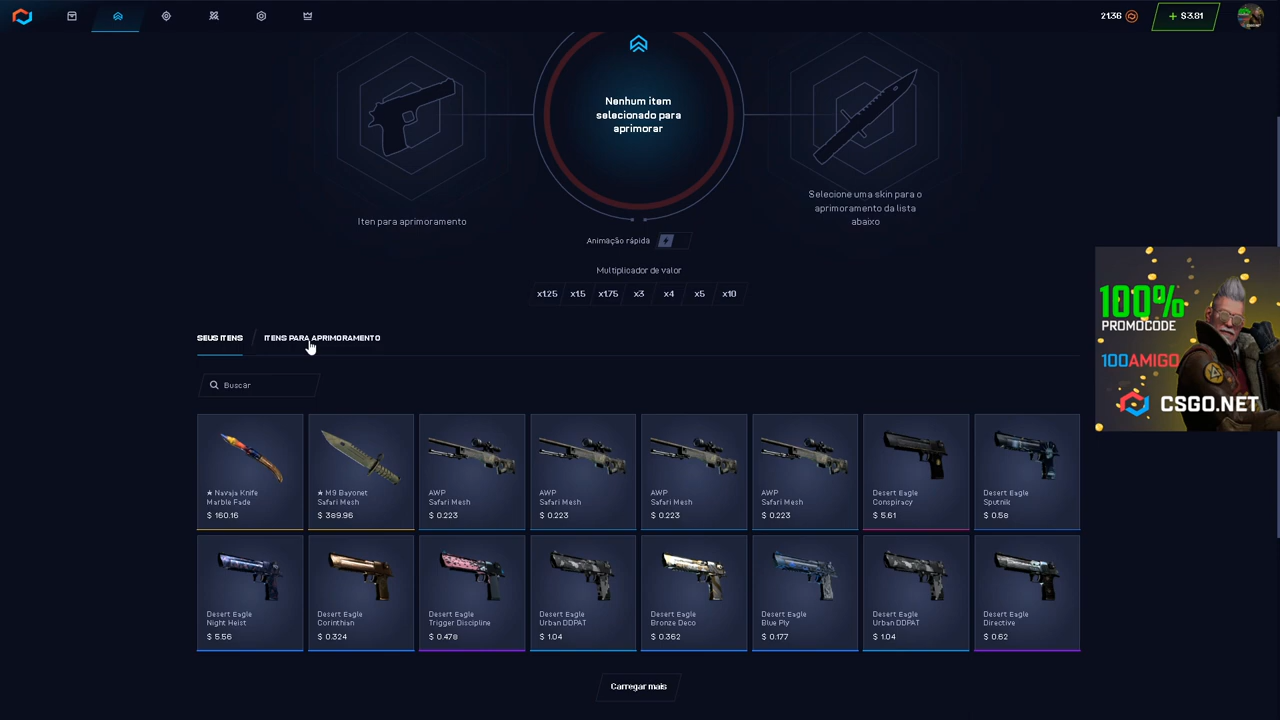 21.36
+ $3.81
Nenhum item
selecionado para
aprimorar
Iten para aprimoramento
Selecione uma skin para o
aprimoramento da lista
abaixo
Animação rápida
Multiplicador de valor
x1.25 x1.5 x1.75 x3 x4 x5 x10
SEUS ITENS ITENS PARA APRIMORAMENTO
Buscar
100%
PROMOCODE
100AMIGO
CSGO.NET
★ Navaja Knife
Marble Fade
$ 160.16
★ M9 Bayonet
Safari Mesh
$ 389.96
AWP
Safari Mesh
$ 0.223
AWP
Safari Mesh
$ 0.223
AWP
Safari Mesh
$ 0.223
AWP
Safari Mesh
$ 0.223
Desert Eagle
Conspiracy
$ 5.61
Desert Eagle
Sputnik
$ 0.58
Desert Eagle
Night Heist
$ 5.56
Desert Eagle
Corinthian
$ 0.324
Desert Eagle
Trigger Discipline
$ 0.478
Desert Eagle
Urban DDPAT
$ 1.04
Desert Eagle
Bronze Deco
$ 0.362
Desert Eagle
Blue Ply
$ 0.177
Desert Eagle
Urban DDPAT
$ 1.04
Desert Eagle
Directive
$ 0.62
Carregar mais